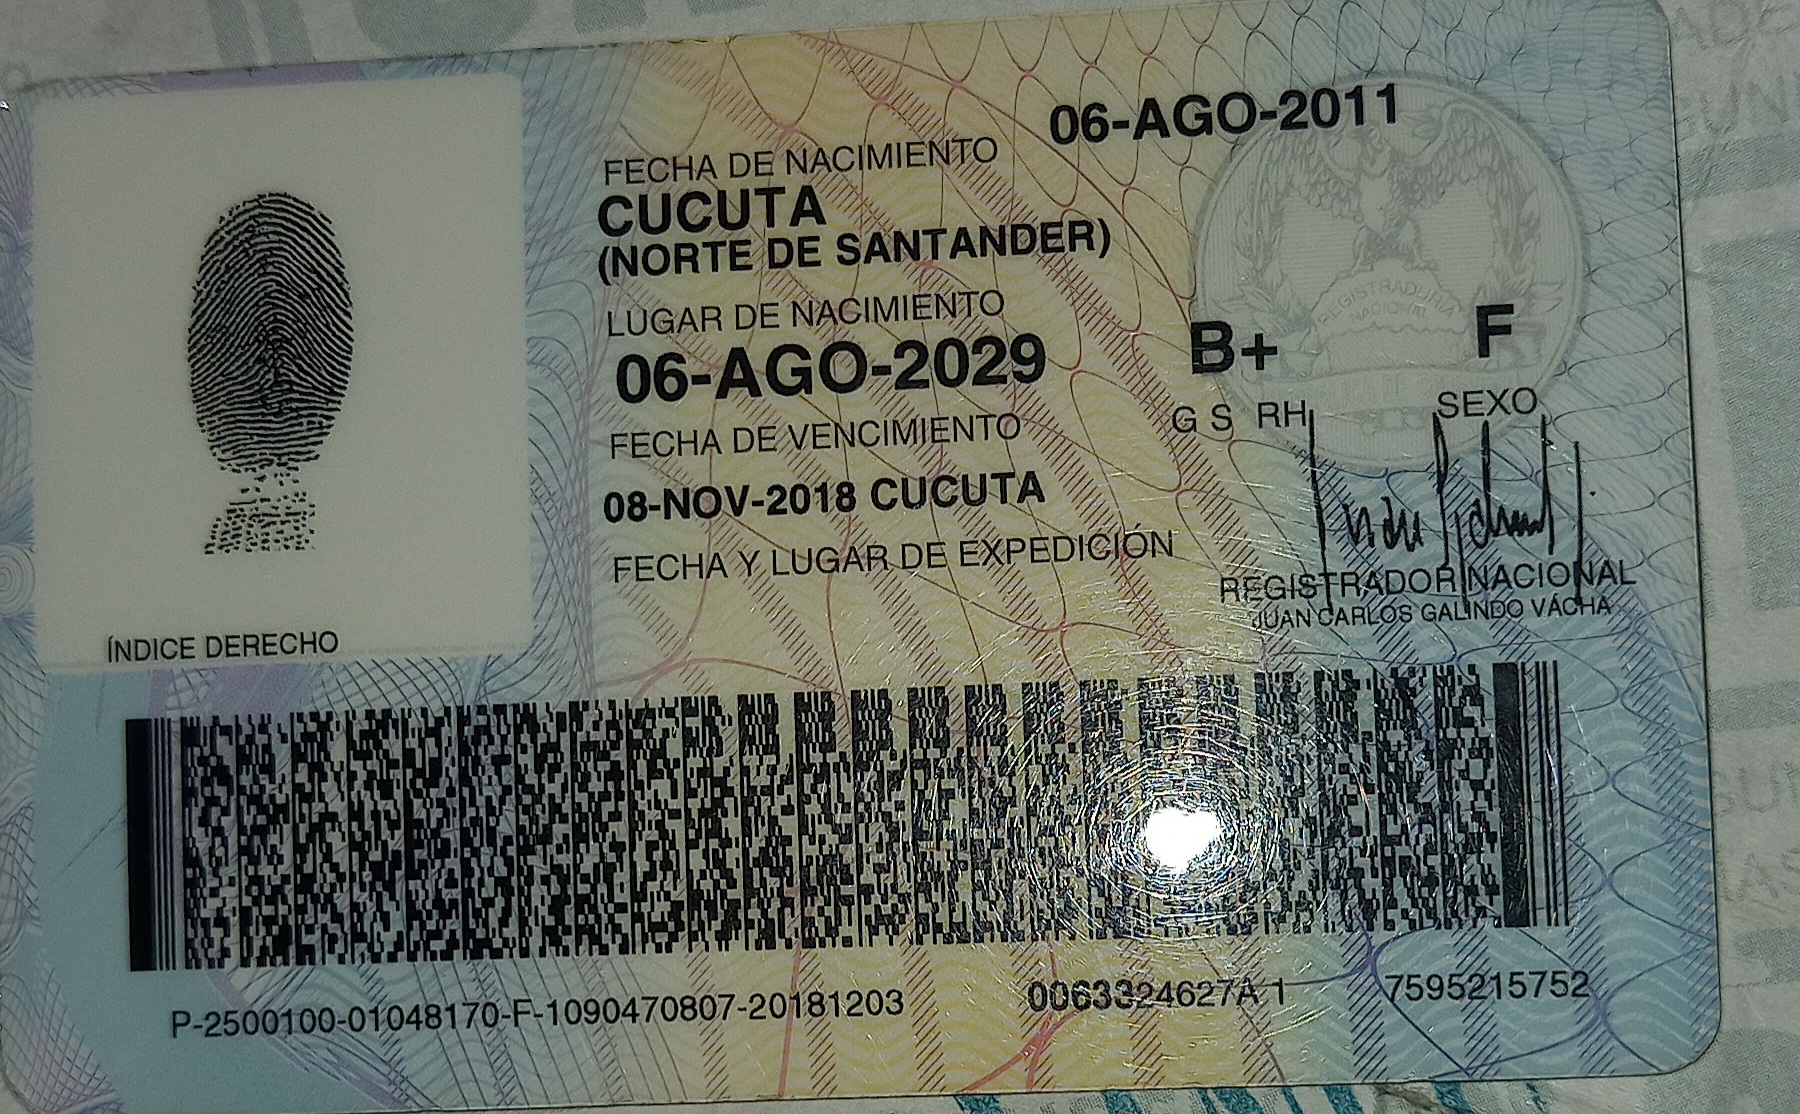 06-AGO-2011
FECHA DE NACIMIENTO
CUCUTA
(NORTE DE SANTANDER)
LUGAR DE NACIMIENTO
06-AGO-2029
B+
F
FECHA DE VENCIMIENTO
G S RH
SEXO
08-NOV-2018 CUCUTA
FECHA Y LUGAR DE EXPEDICIÓN
REGISTRADOR NACIONAL
JUAN CARLOS GALINDO VÁCHA
ÍNDICE DERECHO
P-2500100-01048170-F-1090470807-20181203
0063324627A 1
7595215752